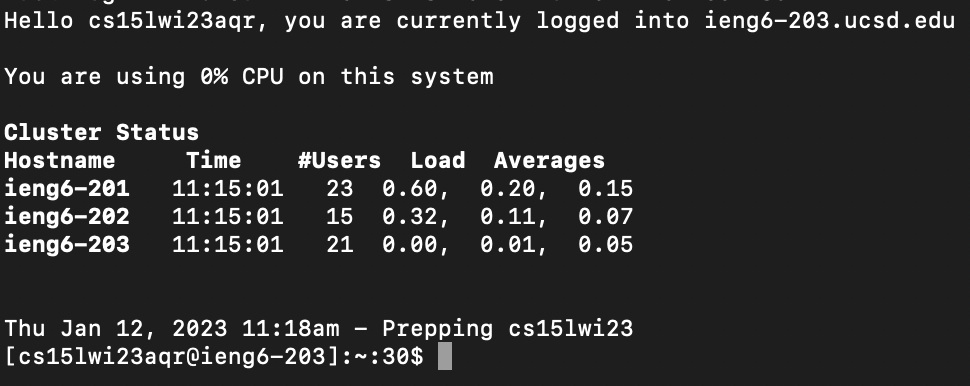 Hello cs15lwi23aqr, you are currently logged into ieng6-203.ucsd.edu
You are using 0% CPU on this system
Cluster Status
Hostname     Time    #Users  Load  Averages
ieng6-201   11:15:01   23  0.60,  0.20,  0.15
ieng6-202   11:15:01   15  0.32,  0.11,  0.07
ieng6-203   11:15:01   21  0.00,  0.01,  0.05
Thu Jan 12, 2023 11:18am - Prepping cs15lwi23
[cs15lwi23aqr@ieng6-203]:~:30$